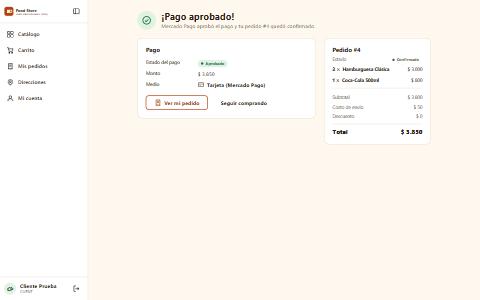 Food Store
Catálogo
Carrito
Mis pedidos
Direcciones
Mi cuenta
Cliente Prueba
CLIENT
¡Pago aprobado!
Mercado Pago aprobó el pago y tu pedido #4 quedó confirmado.
Pago
Estado del pago Aprobado
Monto $ 3.850
Medio Tarjeta (Mercado Pago)
Ver mi pedido Seguir comprando
Pedido #4
Estado Confirmado
2 × Hamburguesa Clásica $ 3.000
1 × Coca-Cola 500ml $ 800
Subtotal $ 3.800
Costo de envío $ 50
Descuento $ 0
Total $ 3.850